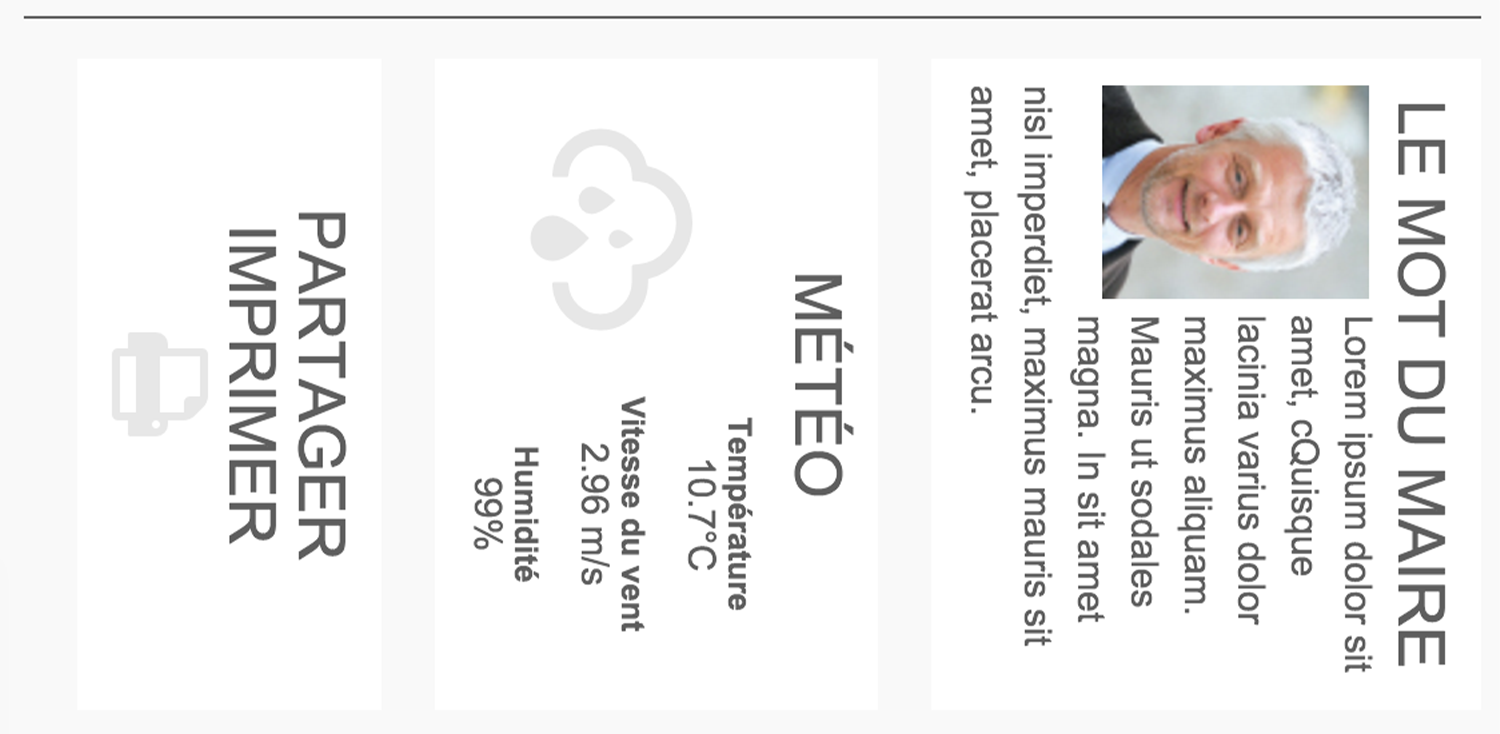 LE MOT DU MAIRE
Lorem ipsum dolor sit
amet, cQuisque
lacinia varius dolor
maximus aliquam.
Mauris ut sodales
magna. In sit amet
nisl imperdiet, maximus mauris sit
amet, placerat arcu.
MÉTÉO
Température
10.7°C
Vitesse du vent
2.96 m/s
Humidité
99%
PARTAGER
IMPRIMER